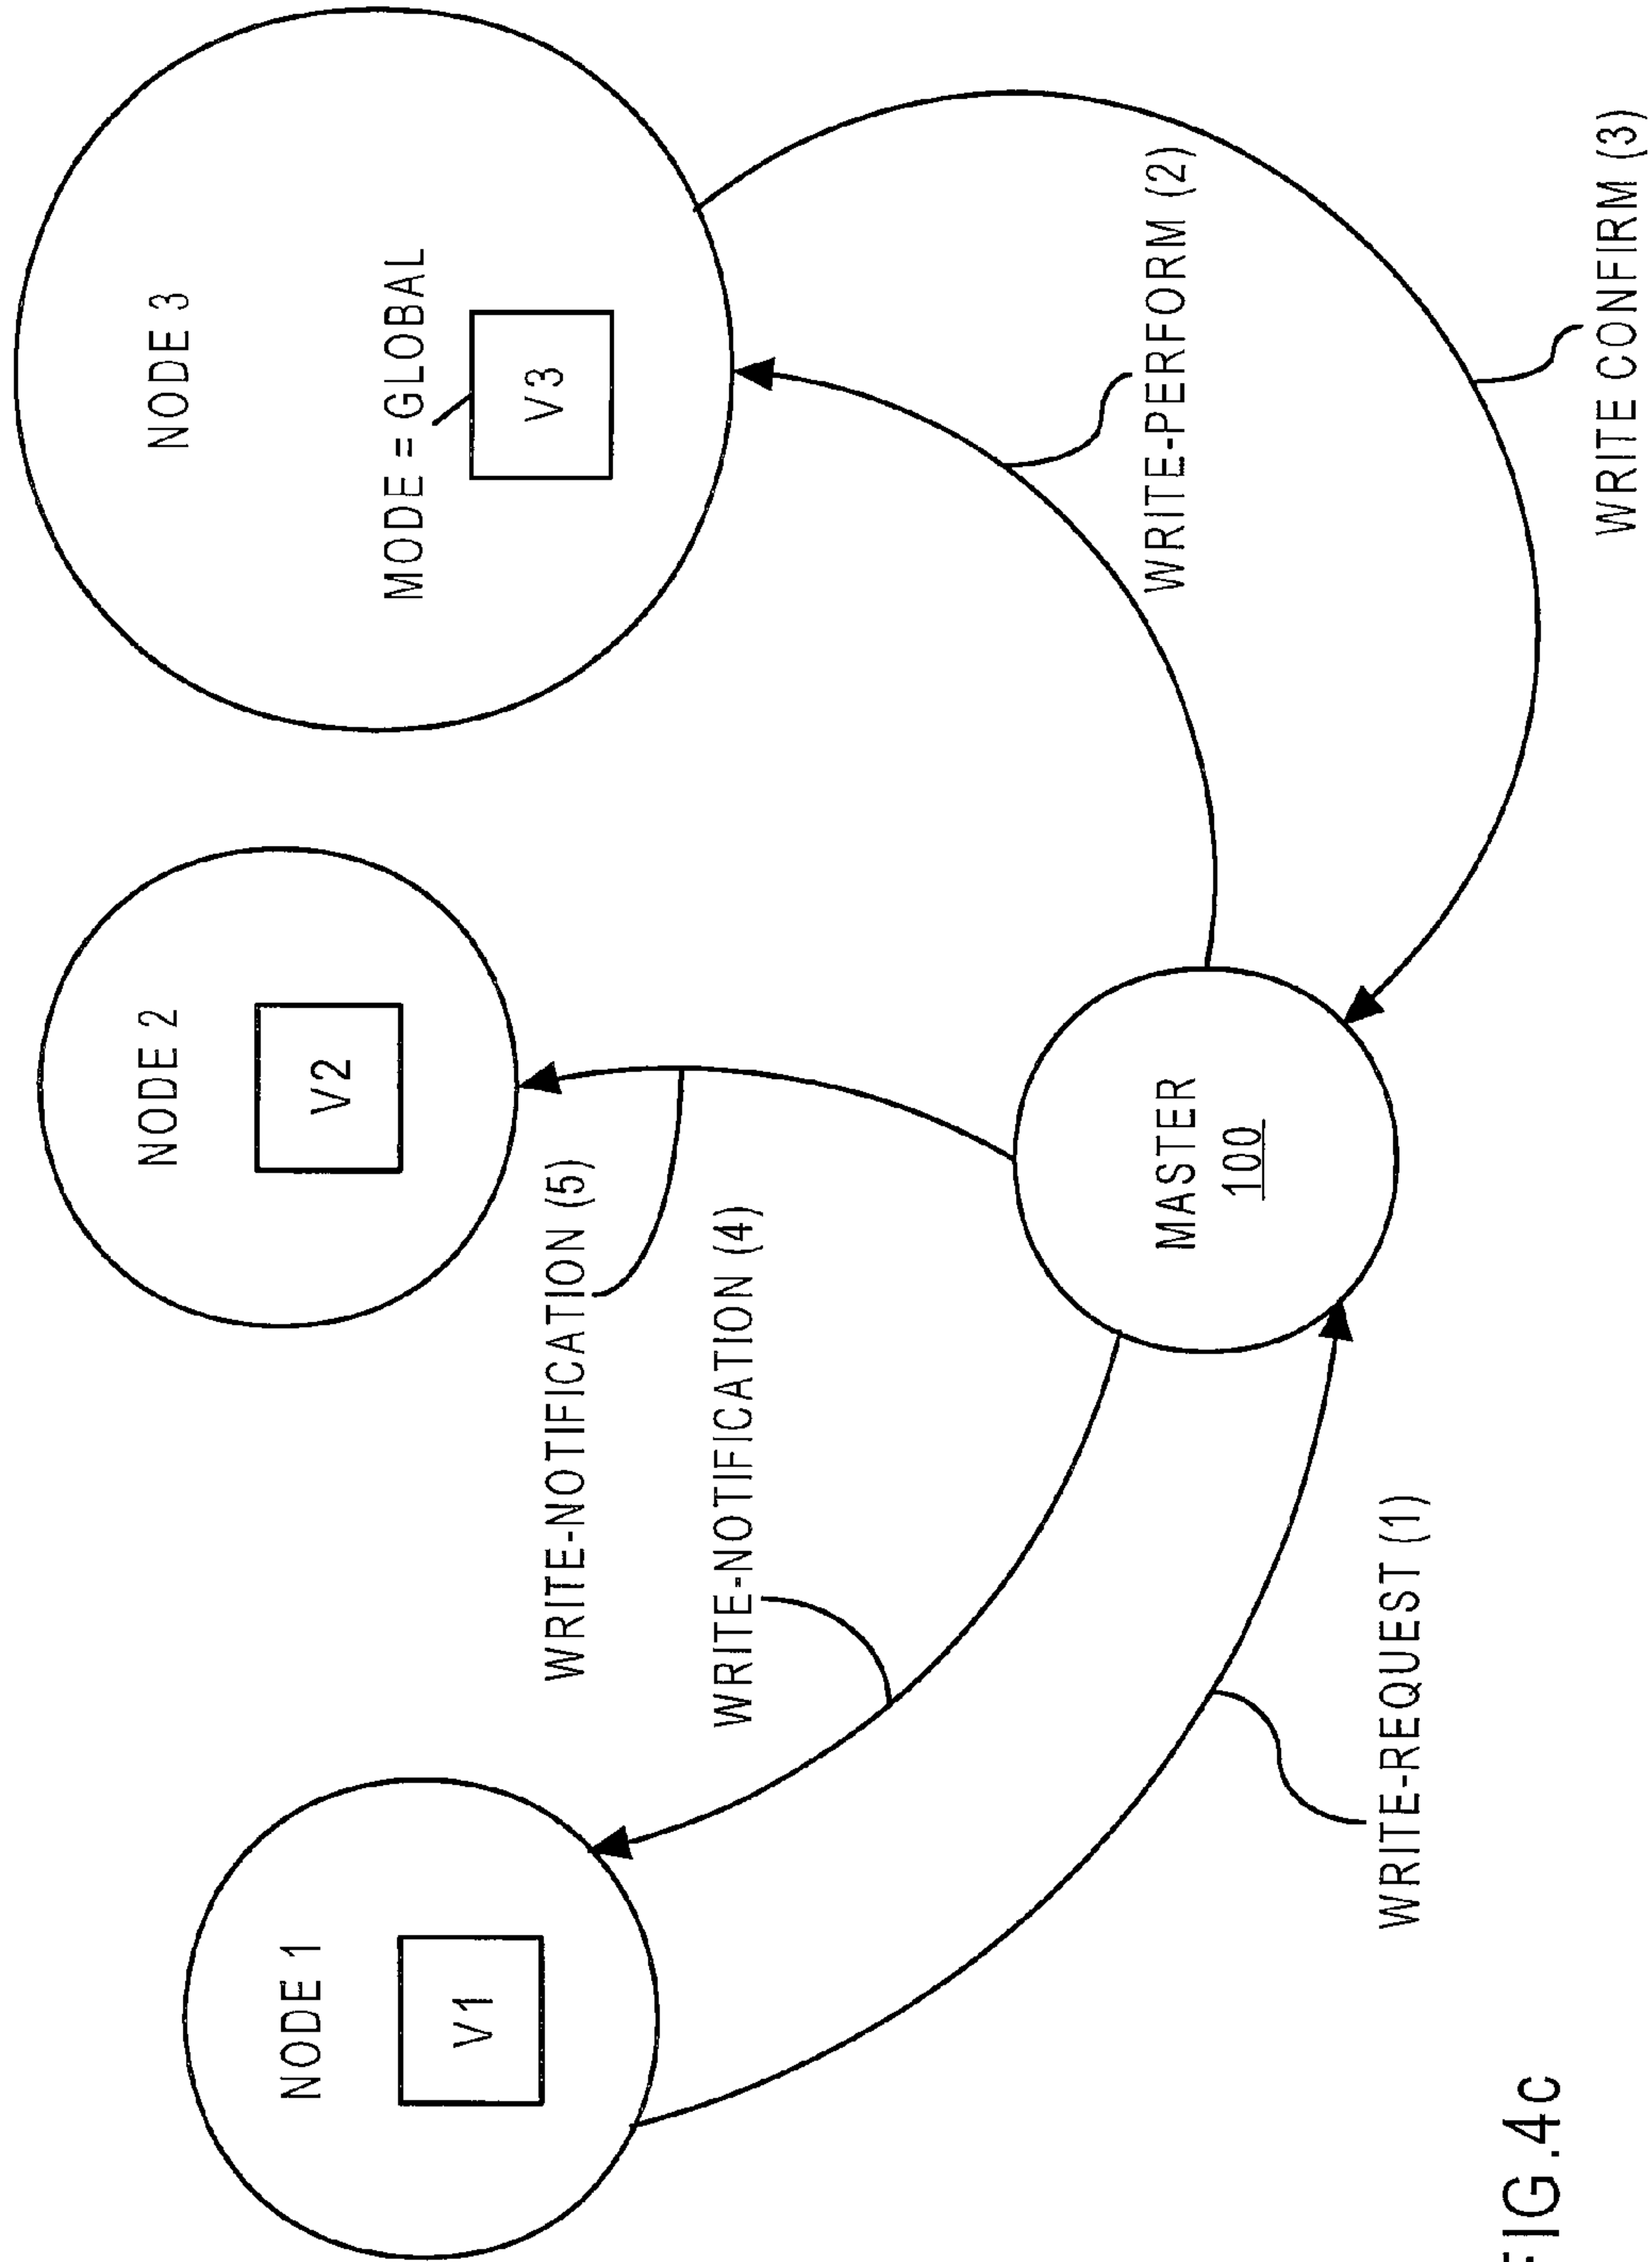 NODE 1
V1
NODE 2
V2
NODE 3
MODE = GLOBAL
V3
WRITE-NOTIFICATION (5)
WRITE-NOTIFICATION (4)
WRITE-PERFORM (2)
MASTER
100
WRITE-REQUEST (1)
WRITE CONFIRM (3)
FIG.4c